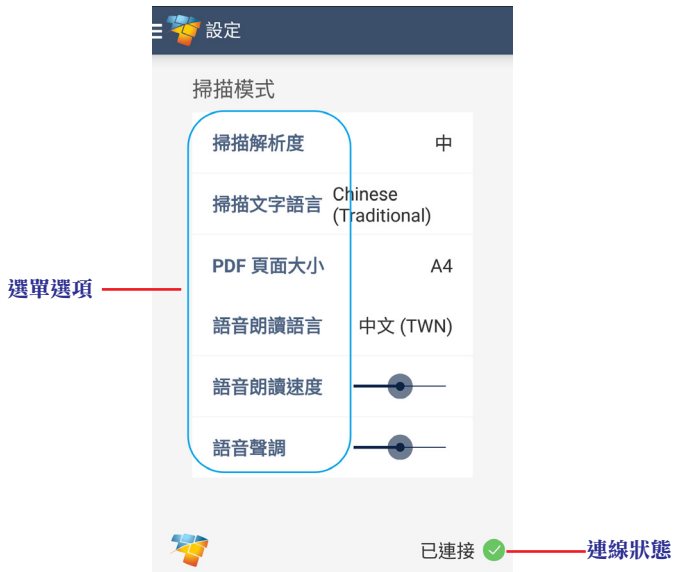 設定
掃描模式
掃描解析度 中
掃描文字語言 Chinese
(Traditional)
PDF 頁面大小 A4
選單選項
語音朗讀語言 中文 (TWN)
語音朗讀速度
語音聲調
已連接
連線狀態